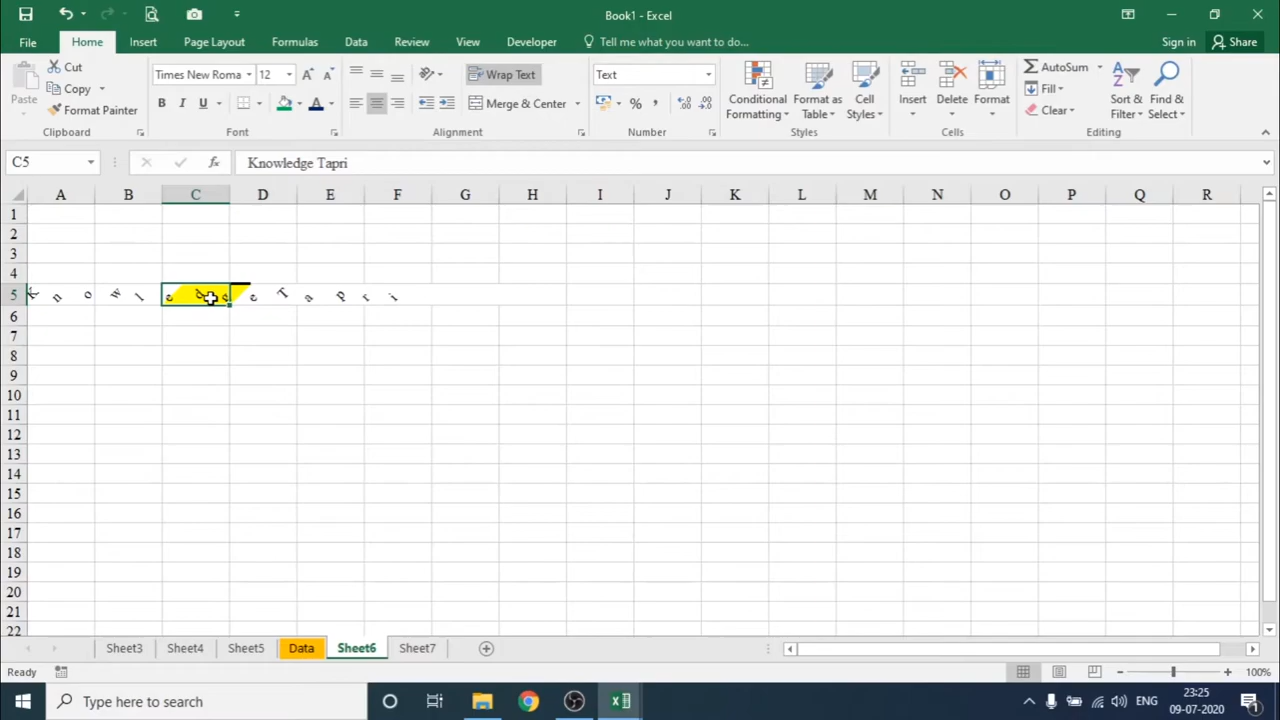 Book1 - Excel
File Home Insert Page Layout Formulas Data Review View Developer Tell me what you want to do... Sign in Share
Paste Cut Copy Format Painter Clipboard
Times New Roma 12 B I U A Font
Wrap Text Merge & Center Alignment
Text % , Number
Conditional Formatting Format as Table Cell Styles Styles
Insert Delete Format Cells
AutoSum Fill Clear Sort & Filter Find & Select Editing
C5 fx Knowledge Tapri
A B C D E F G H I J K L M N O P Q R
1
2
3
4
5 K n o w l e d g e T a p r i
6
7
8
9
10
11
12
13
14
15
16
17
18
19
20
21
22
Sheet3 Sheet4 Sheet5 Data Sheet6 Sheet7
Ready 100%
Type here to search ENG 23:25
09-07-2020 1